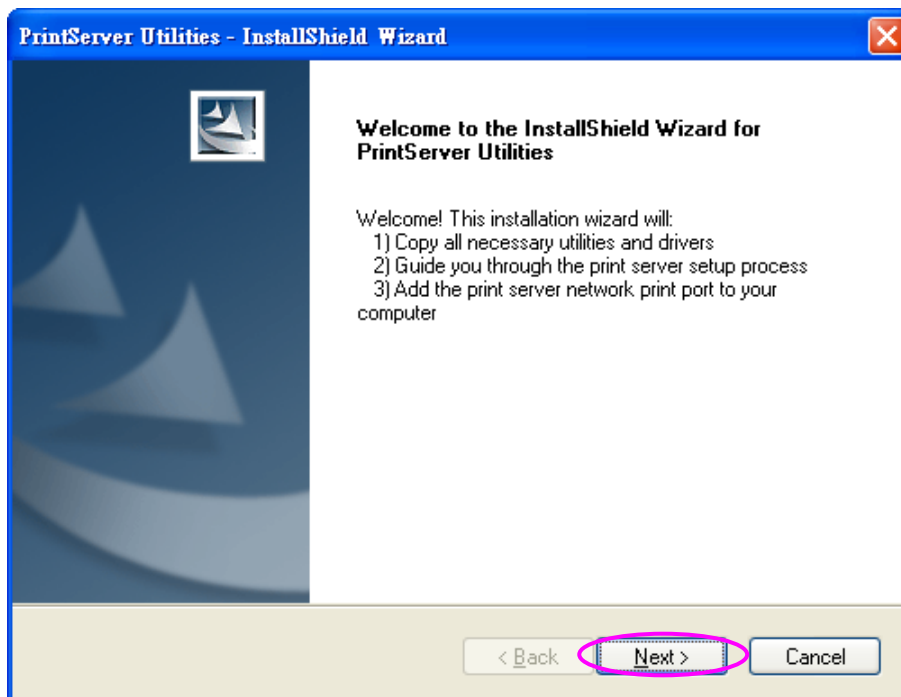 PrintServer Utilities - InstallShield Wizard
Welcome to the InstallShield Wizard for
PrintServer Utilities
Welcome! This installation wizard will:
1) Copy all necessary utilities and drivers
2) Guide you through the print server setup process
3) Add the print server network print port to your
computer
< Back
Next >
Cancel